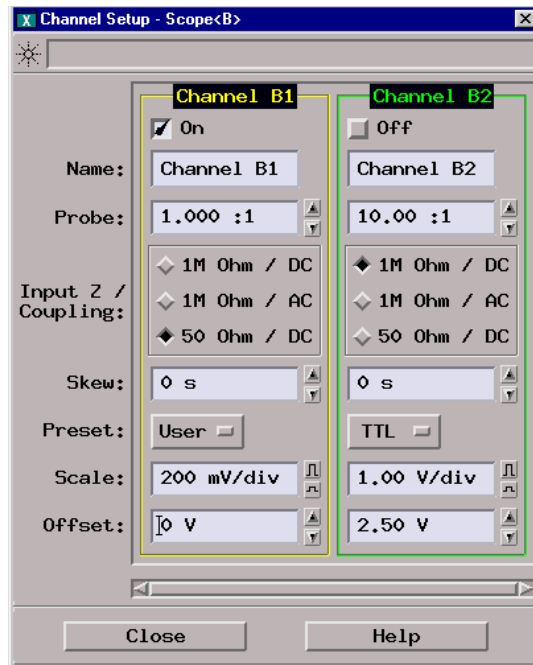 Channel Setup - Scope<B>
Channel B1 Channel B2
On Off
Name: Channel B1 Channel B2
Probe: 1.000 :1 10.00 :1
1M Ohm / DC 1M Ohm / DC
Input Z / Coupling: 1M Ohm / AC 1M Ohm / AC
50 Ohm / DC 50 Ohm / DC
Skew: 0 s 0 s
Preset: User TTL
Scale: 200 mV/div 1.00 V/div
Offset: 0 V 2.50 V
Close Help